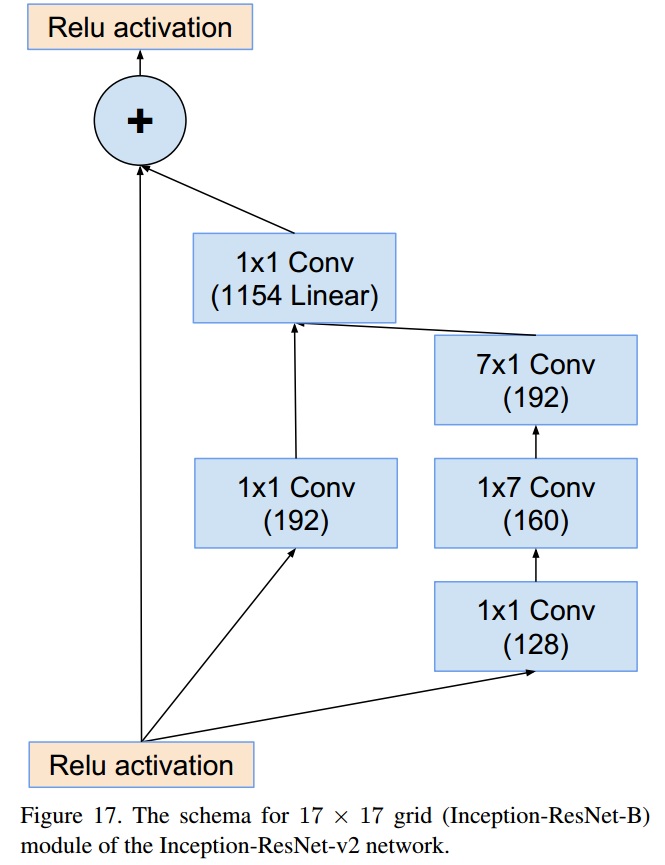 Relu activation
+
1x1 Conv
(1154 Linear)
7x1 Conv
(192)
1x1 Conv
(192)
1x7 Conv
(160)
1x1 Conv
(128)
Relu activation
Figure 17. The schema for 17 × 17 grid (Inception-ResNet-B)
module of the Inception-ResNet-v2 network.